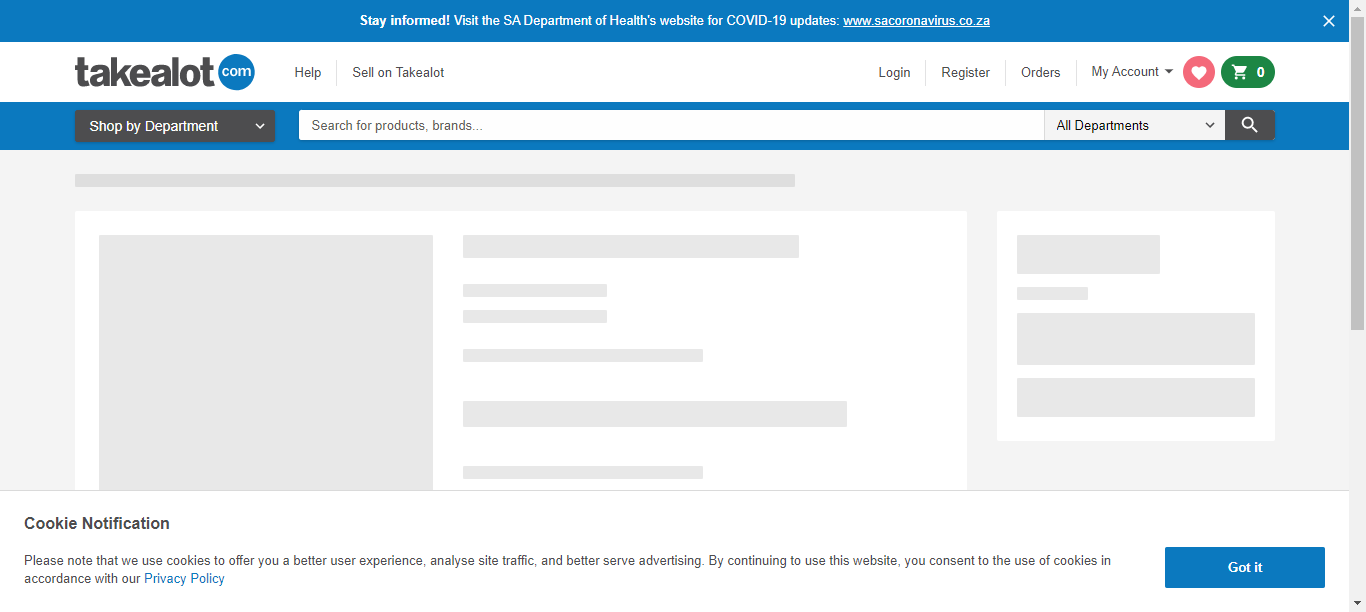 Stay informed! Visit the SA Department of Health's website for COVID-19 updates: www.sacoronavirus.co.za
takealot com
Help
Sell on Takealot
Login
Register
Orders
My Account
0
Shop by Department
Search for products, brands...
All Departments
Cookie Notification
Please note that we use cookies to offer you a better user experience, analyse site traffic, and better serve advertising. By continuing to use this website, you consent to the use of cookies in
accordance with our Privacy Policy
Got it